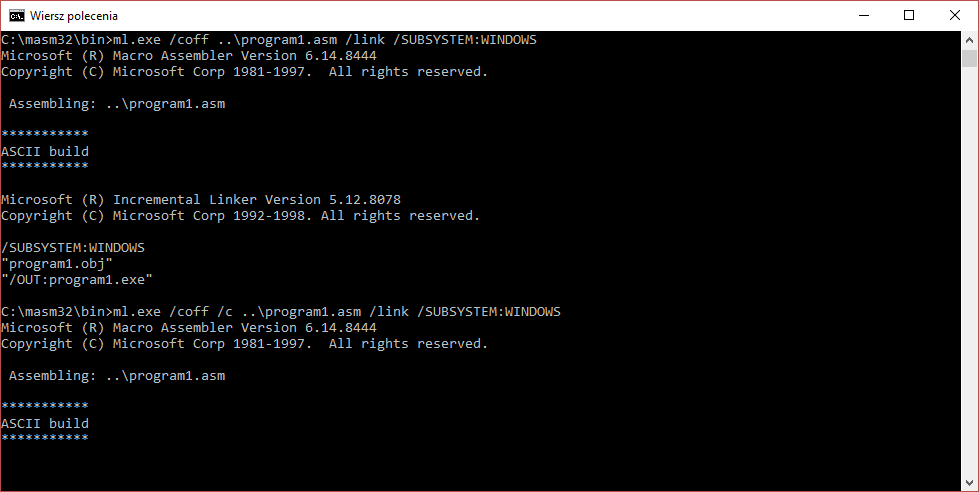 Wiersz polecenia
C:\masm32\bin>ml.exe /coff ..\program1.asm /link /SUBSYSTEM:WINDOWS
Microsoft (R) Macro Assembler Version 6.14.8444
Copyright (C) Microsoft Corp 1981-1997.  All rights reserved.

 Assembling: ..\program1.asm

***********
ASCII build
***********

Microsoft (R) Incremental Linker Version 5.12.8078
Copyright (C) Microsoft Corp 1992-1998. All rights reserved.

/SUBSYSTEM:WINDOWS
"program1.obj"
"/OUT:program1.exe"

C:\masm32\bin>ml.exe /coff /c ..\program1.asm /link /SUBSYSTEM:WINDOWS
Microsoft (R) Macro Assembler Version 6.14.8444
Copyright (C) Microsoft Corp 1981-1997.  All rights reserved.

 Assembling: ..\program1.asm

***********
ASCII build
***********